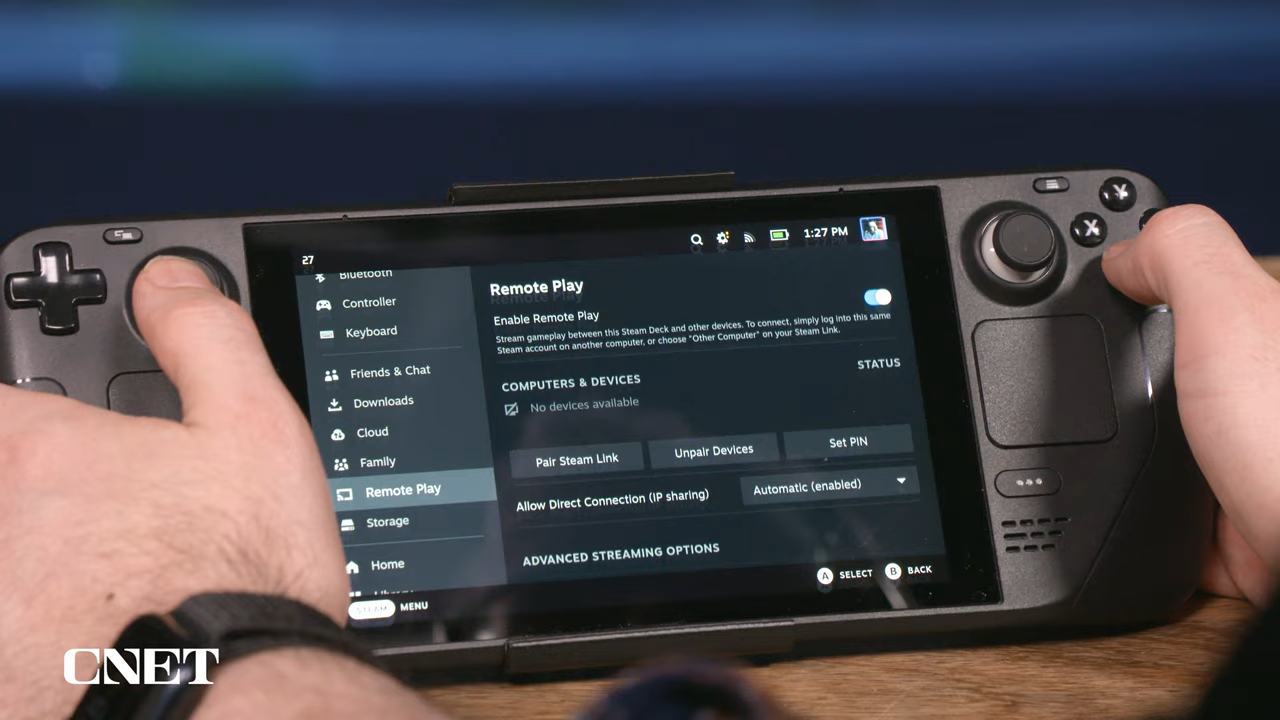 27
1:27 PM
Bluetooth
Controller
Keyboard
Friends & Chat
Downloads
Cloud
Family
Remote Play
Storage
Home
STEAM MENU
Remote Play
Enable Remote Play
Stream gameplay between this Steam Deck and other devices. To connect, simply log into this same
Steam account on another computer, or choose "Other Computer" on your Steam Link.
COMPUTERS & DEVICES
STATUS
No devices available
Pair Steam Link
Unpair Devices
Set PIN
Allow Direct Connection (IP sharing)
Automatic (enabled)
ADVANCED STREAMING OPTIONS
A SELECT B BACK
Y
X
CNET